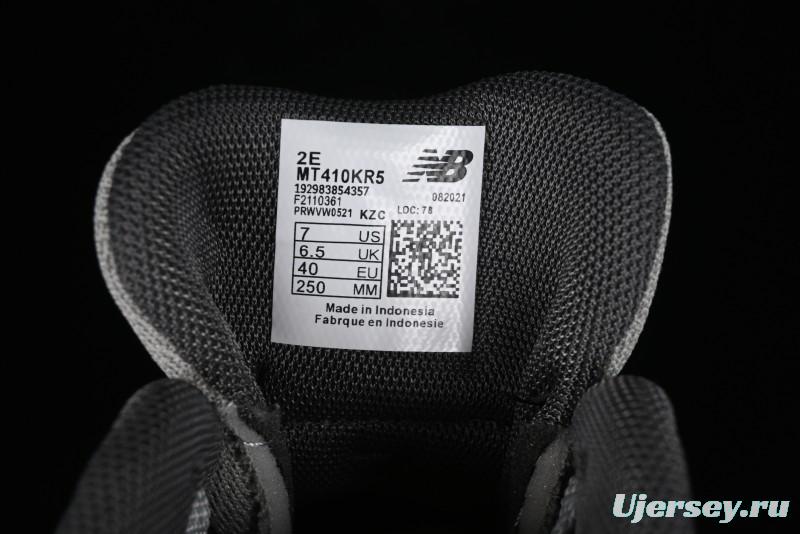 2E
MT410KR5
NB
192983854357
082021
F2110361
PRWVW0521 KZC LOC: 78
7 US
6.5 UK
40 EU
250 MM
Made in Indonesia
Fabrque en Indonesie
Ujersey.ru